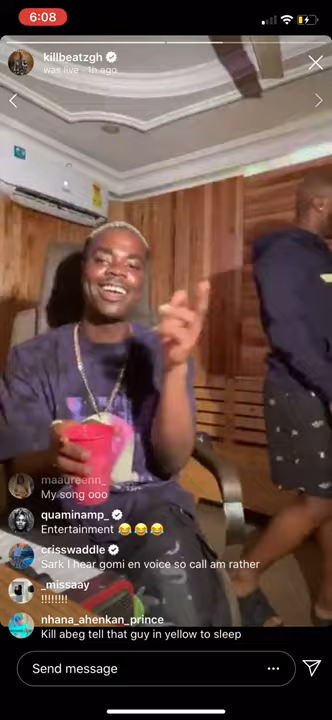 6:08
killbeatzgh
was live · 1h ago
maaureenn_
My song ooo
quaminamp_
Entertainment 😂😂😂
crisswaddle
Sark I hear gomi en voice so call am rather
_missaay
!!!!!!!!
nhana_ahenkan_prince
Kill abeg tell that guy in yellow to sleep
Send message